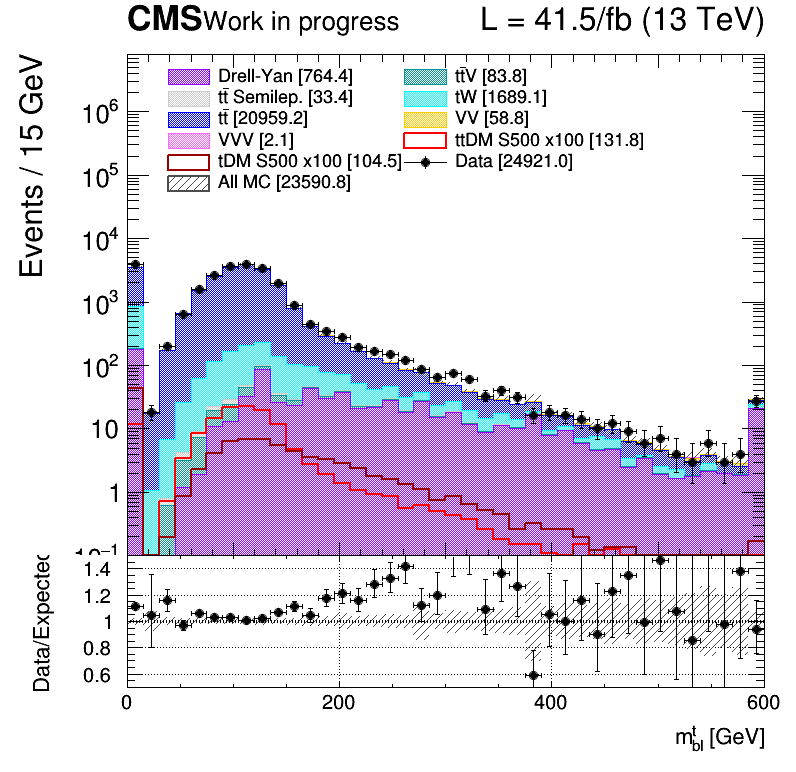 CMS Work in progress L = 41.5/fb (13 TeV)
Drell-Yan [764.4] tt̄V [83.8]
tt̄ Semilep. [33.4] tW [1689.1]
tt̄ [20959.2] VV [58.8]
VVV [2.1] ttDM S500 x100 [131.8]
tDM S500 x100 [104.5] Data [24921.0]
All MC [23590.8]
Events / 15 GeV
10⁶
10⁵
10⁴
10³
10²
10
1
10⁻¹
Data/Expected
1.4
1.2
1
0.8
0.6
0 200 400 600
mᵗbl [GeV]